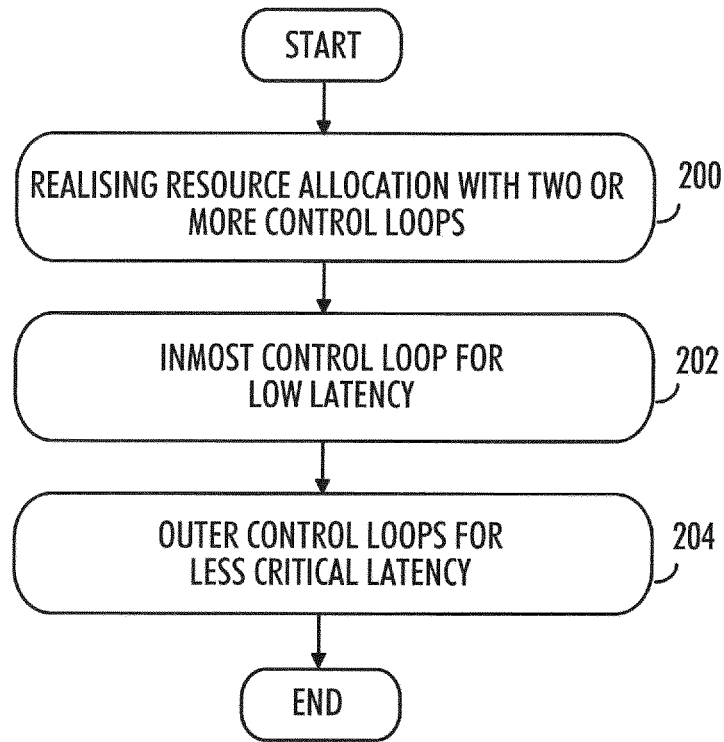 START
REALISING RESOURCE ALLOCATION WITH TWO OR
MORE CONTROL LOOPS
200
INMOST CONTROL LOOP FOR
LOW LATENCY
202
OUTER CONTROL LOOPS FOR
LESS CRITICAL LATENCY
204
END